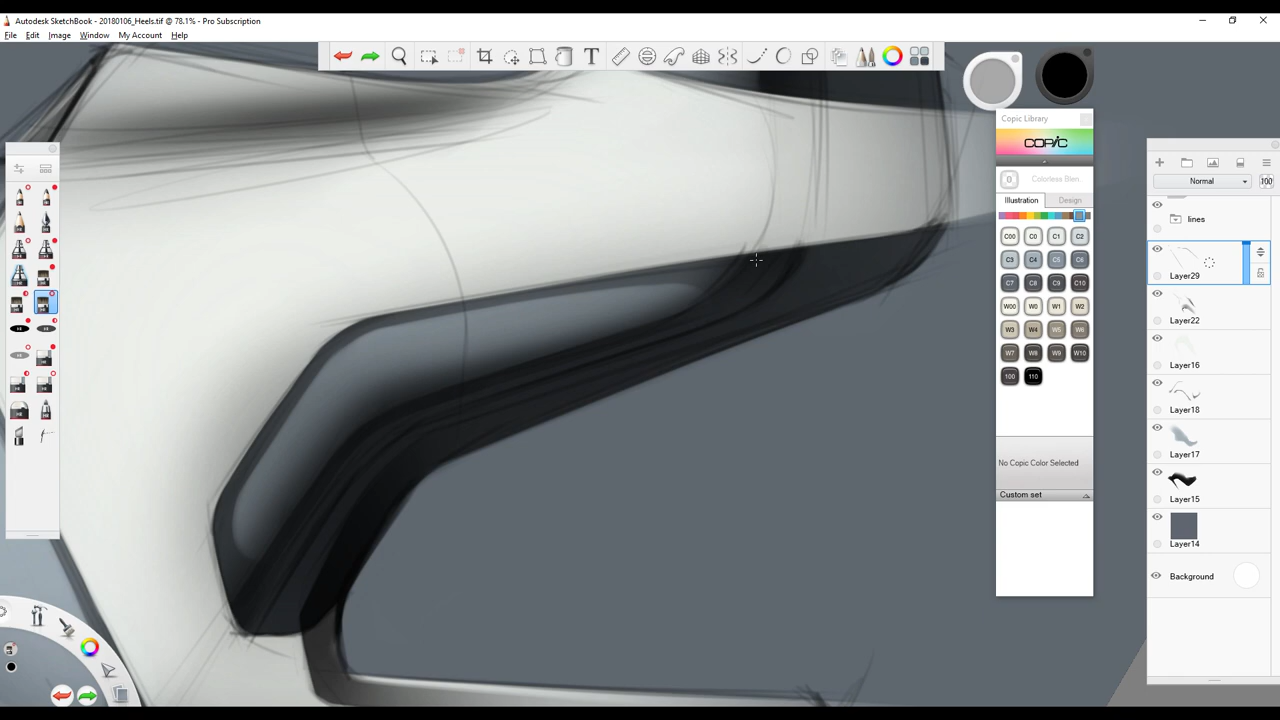 Autodesk SketchBook - 20180106_Heels.tif @ 78.1% - Pro Subscription
File Edit Image Window My Account Help
Copic Library
COPIC
0 Colorless Blen..
Illustration Design
C00 C0 C1 C2
C3 C4 C5 C6
C7 C8 C9 C10
W00 W0 W1 W2
W3 W4 W5 W6
W7 W8 W9 W10
100 110
No Copic Color Selected
Custom set
Normal 100
lines
Layer29
Layer22
Layer16
Layer18
Layer17
Layer15
Layer14
Background